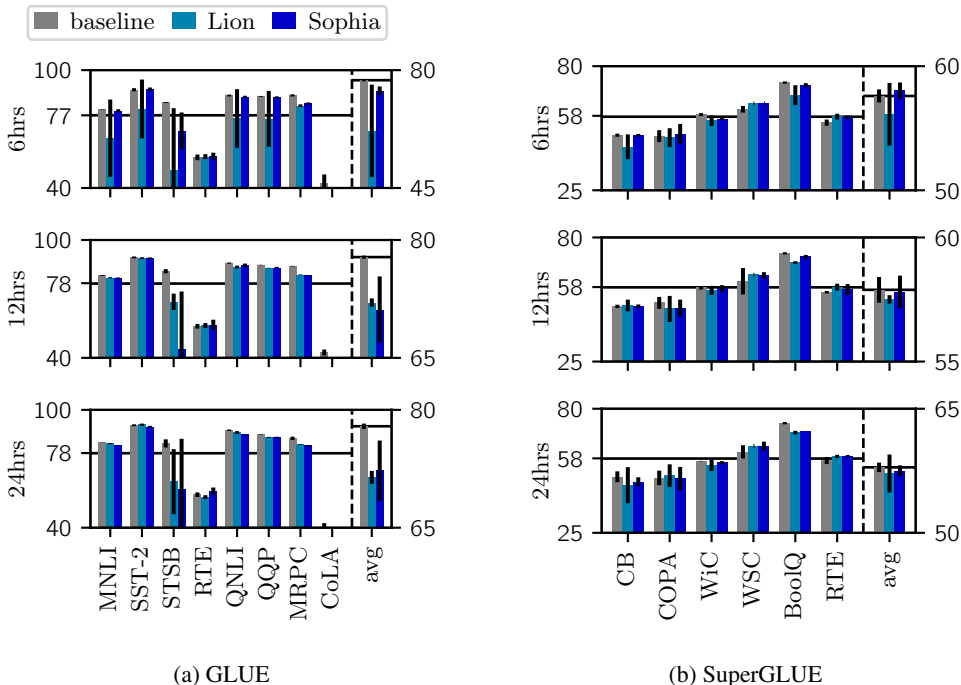 baseline Lion Sophia
6hrs
100
77
40
80
45
12hrs
100
78
40
80
65
24hrs
100
78
40
80
65
MNLI SST-2 STSB RTE QNLI QQP MRPC CoLA avg
(a) GLUE
6hrs
80
58
25
60
50
12hrs
80
58
25
60
55
24hrs
80
58
25
65
50
CB COPA WiC WSC BoolQ RTE avg
(b) SuperGLUE